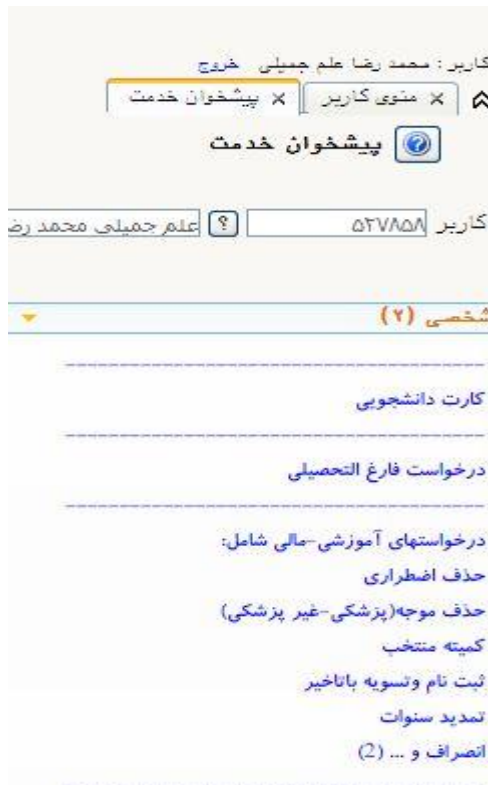 کاربر : محمد رضا علم جمیلی خروج
منوی کاربر پیشخوان خدمت
پیشخوان خدمت
کاربر ۵۲۷۸۵۸ ? علم جمیلی محمد رض
شخصی (۲)
کارت دانشجویی
درخواست فارغ التحصیلی
درخواستهای آموزشی-مالی شامل:
حذف اضطراری
حذف موجه(پزشکی-غیر پزشکی)
کمیته منتخب
ثبت نام وتسویه باتاخیر
تمدید سنوات
انصراف و ... (2)